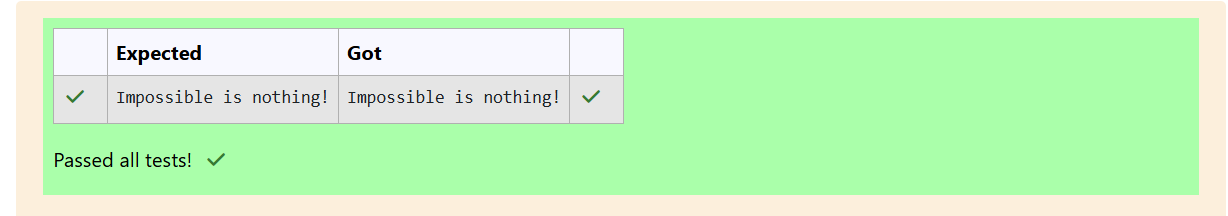 Expected Got
Impossible is nothing! Impossible is nothing!
Passed all tests!